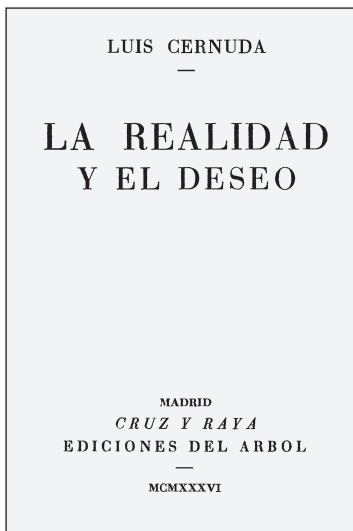 LUIS CERNUDA
LA REALIDAD
Y EL DESEO
MADRID
CRUZ Y RAYA
EDICIONES DEL ARBOL
MCMXXXVI